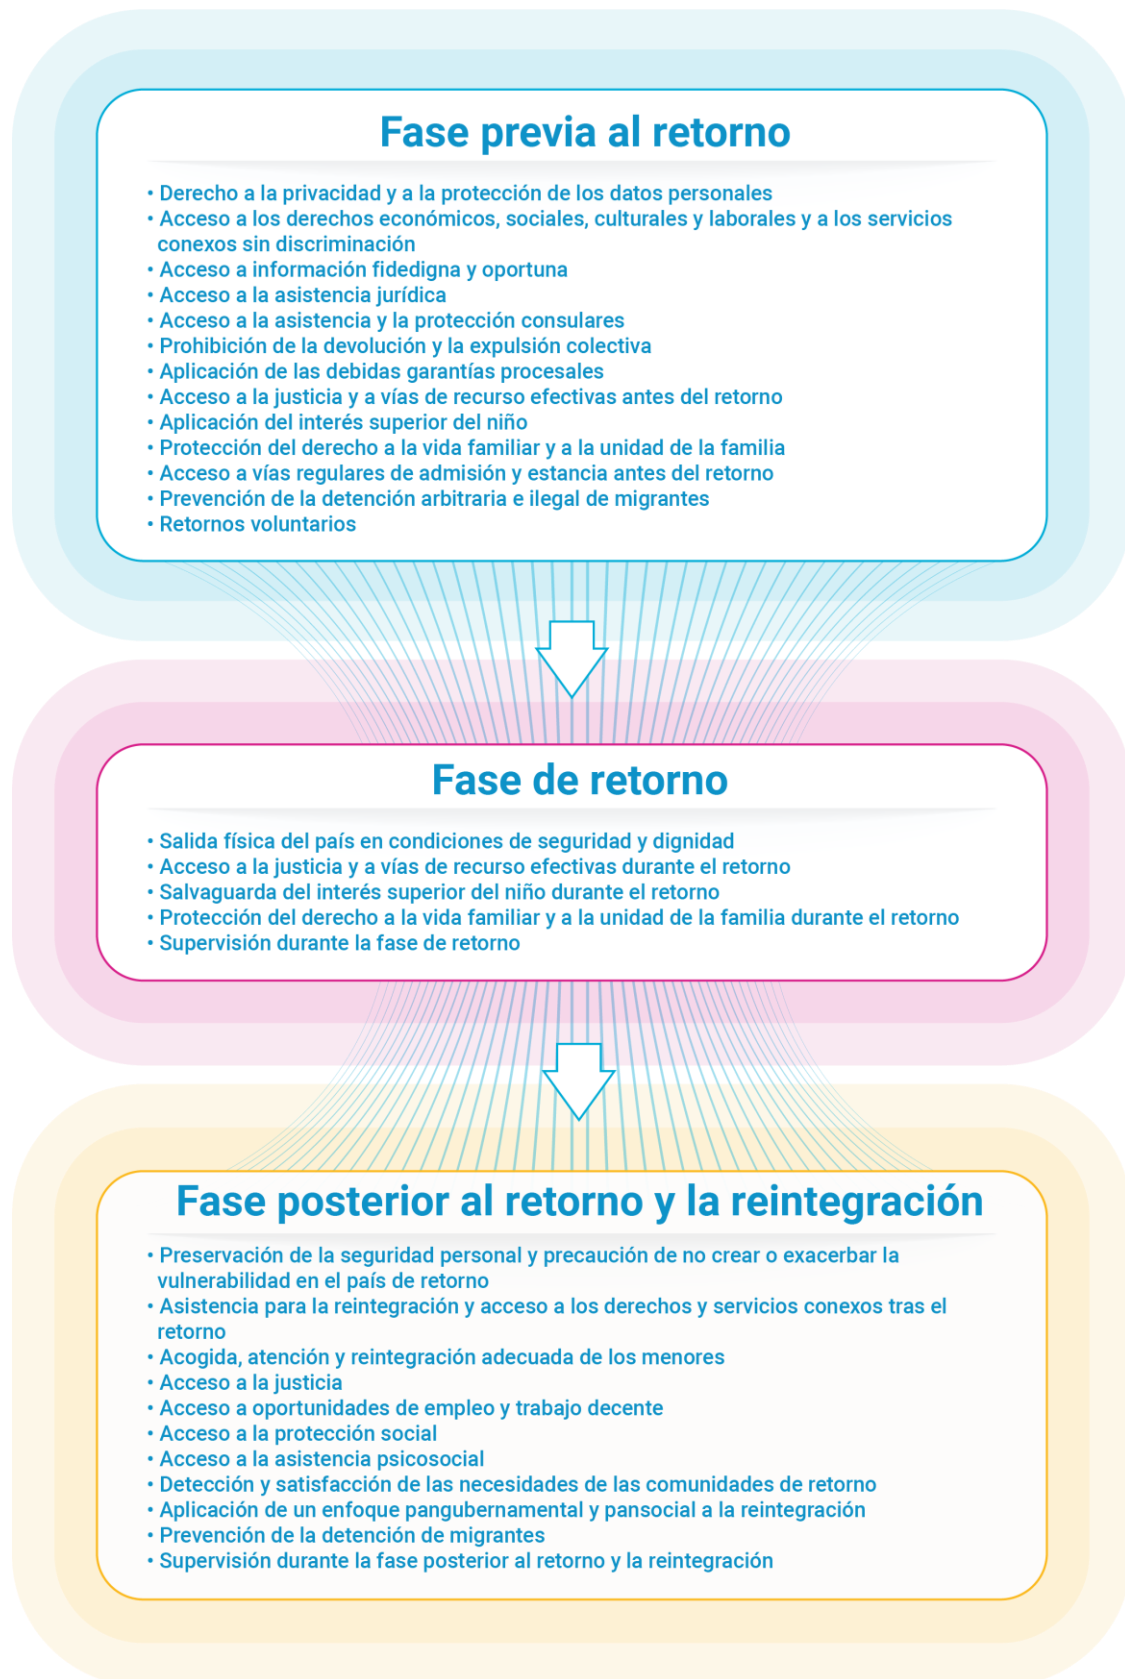 Fase previa al retorno
• Derecho a la privacidad y a la protección de los datos personales
• Acceso a los derechos económicos, sociales, culturales y laborales y a los servicios
conexos sin discriminación
• Acceso a información fidedigna y oportuna
• Acceso a la asistencia jurídica
• Acceso a la asistencia y la protección consulares
• Prohibición de la devolución y la expulsión colectiva
• Aplicación de las debidas garantías procesales
• Acceso a la justicia y a vías de recurso efectivas antes del retorno
• Aplicación del interés superior del niño
• Protección del derecho a la vida familiar y a la unidad de la familia
• Acceso a vías regulares de admisión y estancia antes del retorno
• Prevención de la detención arbitraria e ilegal de migrantes
• Retornos voluntarios
Fase de retorno
• Salida física del país en condiciones de seguridad y dignidad
• Acceso a la justicia y a vías de recurso efectivas durante el retorno
• Salvaguarda del interés superior del niño durante el retorno
• Protección del derecho a la vida familiar y a la unidad de la familia durante el retorno
• Supervisión durante la fase de retorno
Fase posterior al retorno y la reintegración
• Preservación de la seguridad personal y precaución de no crear o exacerbar la
vulnerabilidad en el país de retorno
• Asistencia para la reintegración y acceso a los derechos y servicios conexos tras el
retorno
• Acogida, atención y reintegración adecuada de los menores
• Acceso a la justicia
• Acceso a oportunidades de empleo y trabajo decente
• Acceso a la protección social
• Acceso a la asistencia psicosocial
• Detección y satisfacción de las necesidades de las comunidades de retorno
• Aplicación de un enfoque pangubernamental y pansocial a la reintegración
• Prevención de la detención de migrantes
• Supervisión durante la fase posterior al retorno y la reintegración